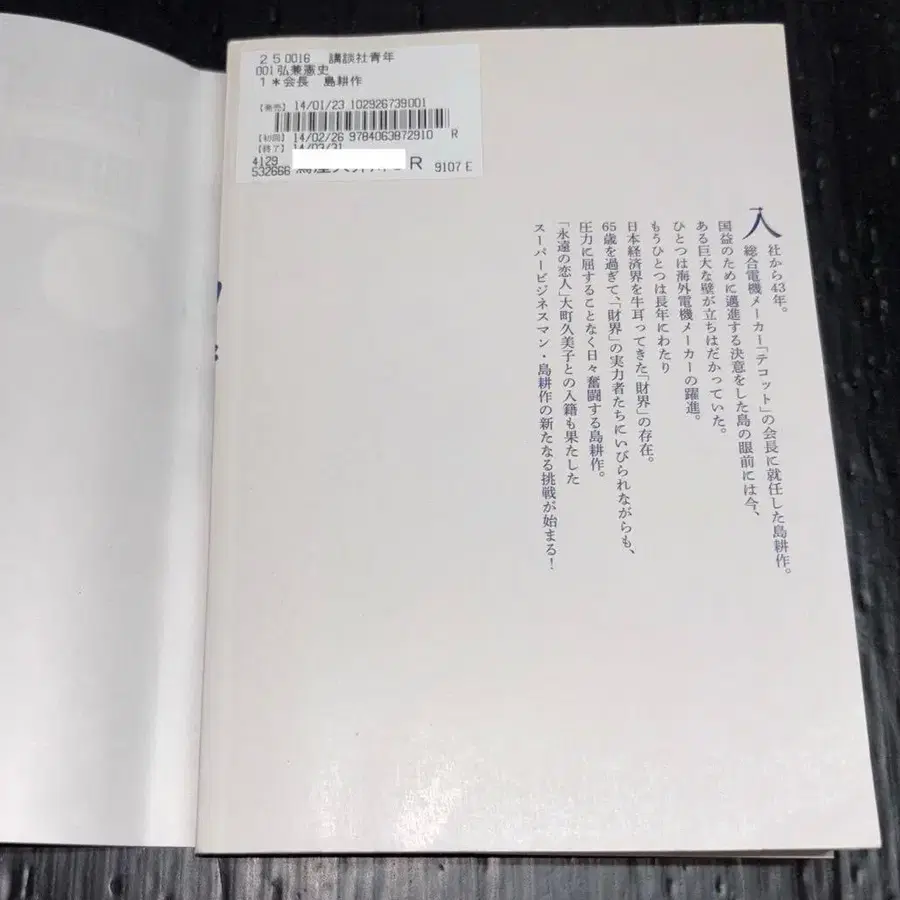 25 0016 講談社青年
001弘兼憲史
1*会長 島耕作
【発売】 14/01/23 102926739001
【初回】 14/02/26 9784063872910 R
【終了】 14/03/31
4129
532666 R 9107 E
入社から43年。
総合電機メーカー「テコット」の会長に就任した島耕作。
国益のために邁進する決意をした島の眼前には今、
ある巨大な壁が立ちはだかっていた。
ひとつは海外電機メーカーの躍進。
もうひとつは長年にわたり
日本経済界を牛耳ってきた「財界」の存在。
65歳を過ぎて、「財界」の実力者たちにいびられながらも、
圧力に屈することなく日々奮闘する島耕作。
「永遠の恋人」大町久美子との入籍も果たした
スーパービジネスマン・島耕作の新たなる挑戦が始まる!